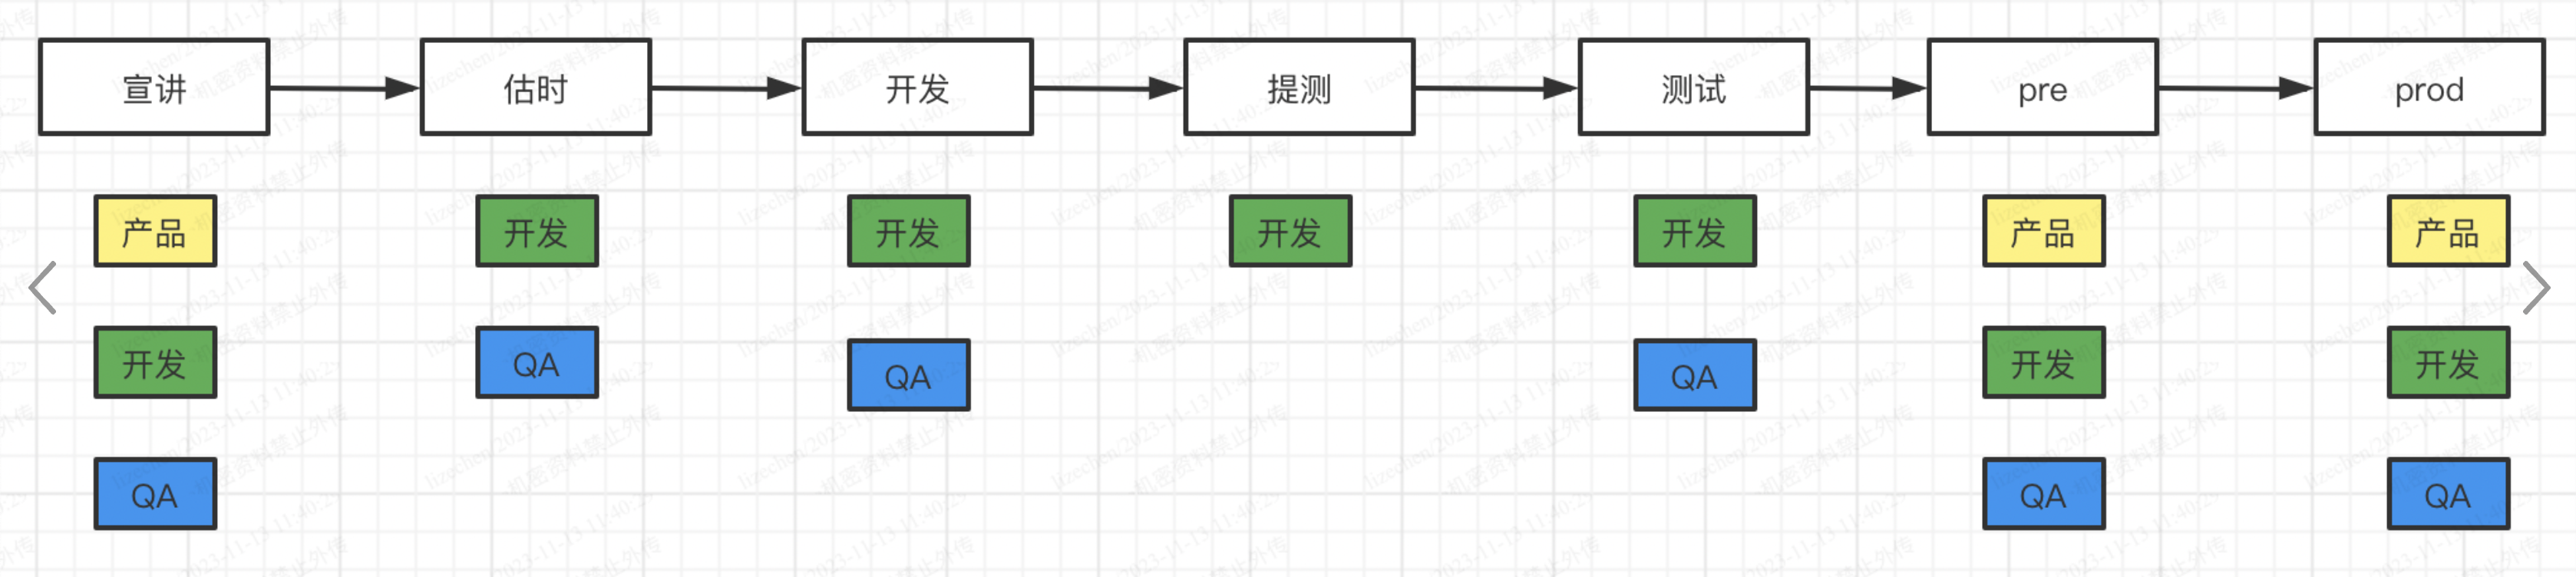 宣讲
估时
开发
提测
测试
pre
prod
产品
开发
开发
开发
开发
产品
产品
开发
QA
QA
QA
开发
开发
QA
QA
QA
lizechen/2023-11-13 11:40:2
机密资料禁止外传